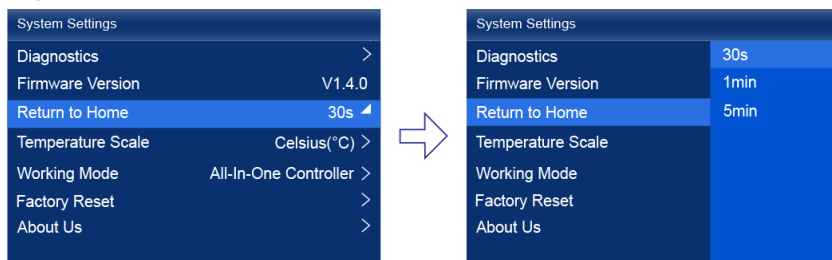 System Settings
Diagnostics >
Firmware Version V1.4.0
Return to Home 30s
Temperature Scale Celsius(°C) >
Working Mode All-In-One Controller >
Factory Reset >
About Us >
System Settings
Diagnostics 30s
Firmware Version 1min
Return to Home 5min
Temperature Scale
Working Mode
Factory Reset
About Us